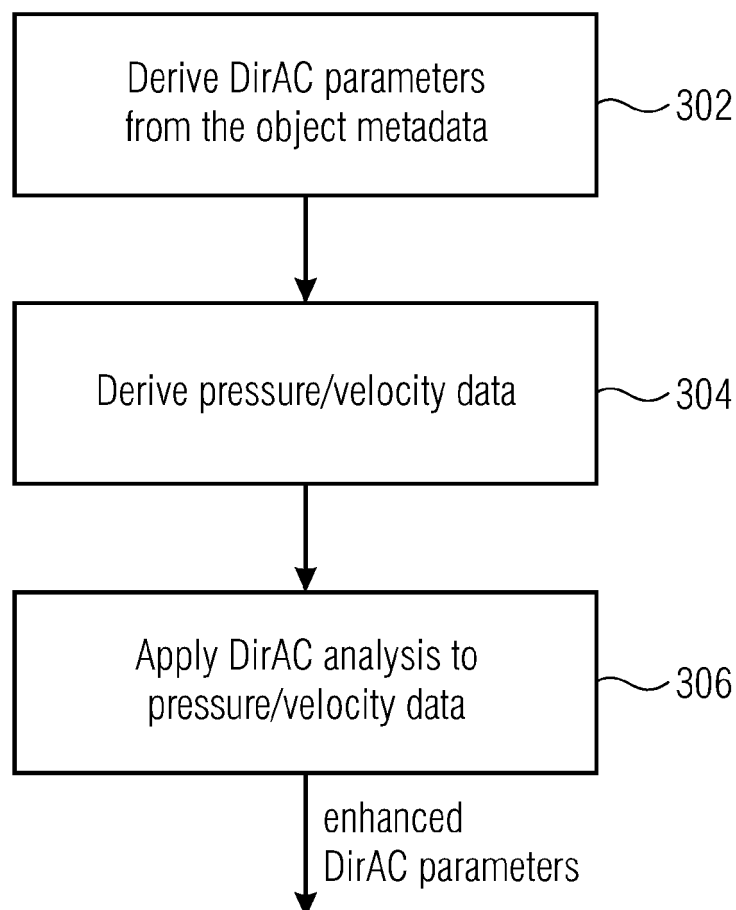 Derive DirAC parameters
from the object metadata
302
Derive pressure/velocity data
304
Apply DirAC analysis to
pressure/velocity data
306
enhanced
DirAC parameters